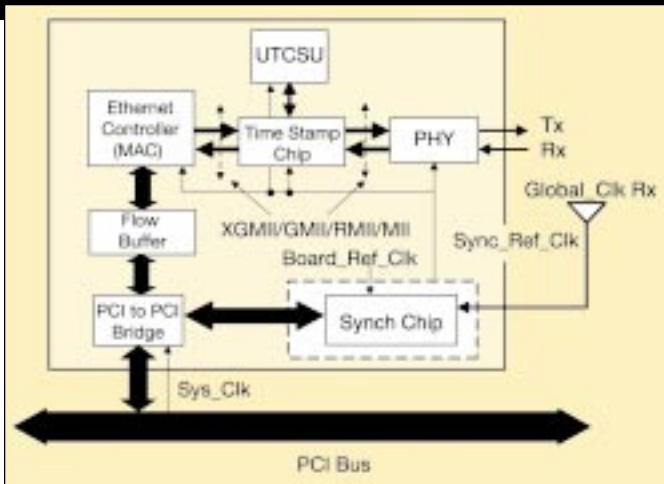 UTCSU
Ethernet
Controller
(MAC)
Time Stamp
Chip
PHY
Tx
Rx
Global_Clk Rx
Flow
Buffer
XGMII/GMII/RMII/MII
Board_Ref_Clk
Sync_Ref_Clk
PCI to PCI
Bridge
Synch Chip
Sys_Clk
PCI Bus